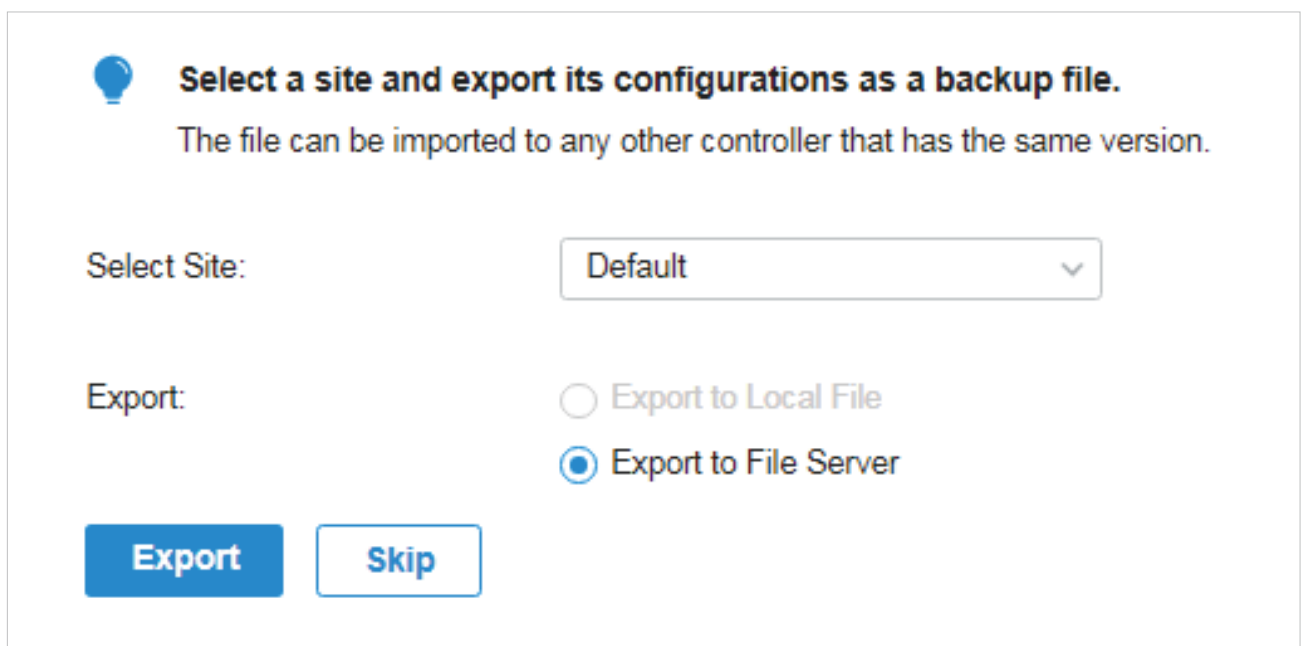 Select a site and export its configurations as a backup file.
The file can be imported to any other controller that has the same version.
Select Site: Default
Export: Export to Local File
Export to File Server
Export Skip